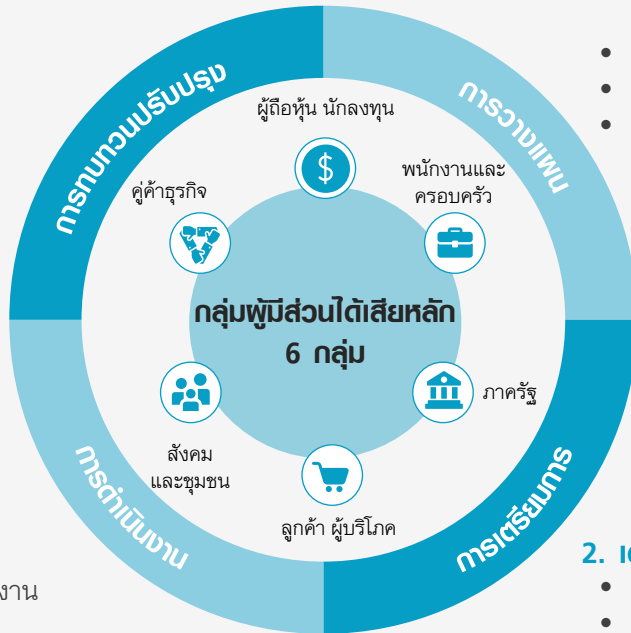 การทบทวนปรับปรุง
การวางแผน
ผู้ถือหุ้น นักลงทุน
พนักงานและ
ครอบครัว
คู่ค้าธุรกิจ
กลุ่มผู้มีส่วนได้เสียหลัก
6 กลุ่ม
ภาครัฐ
สังคม
และชุมชน
ลูกค้า ผู้บริโภค
การดำเนินงาน
การเตรียมการ
2.
งาน